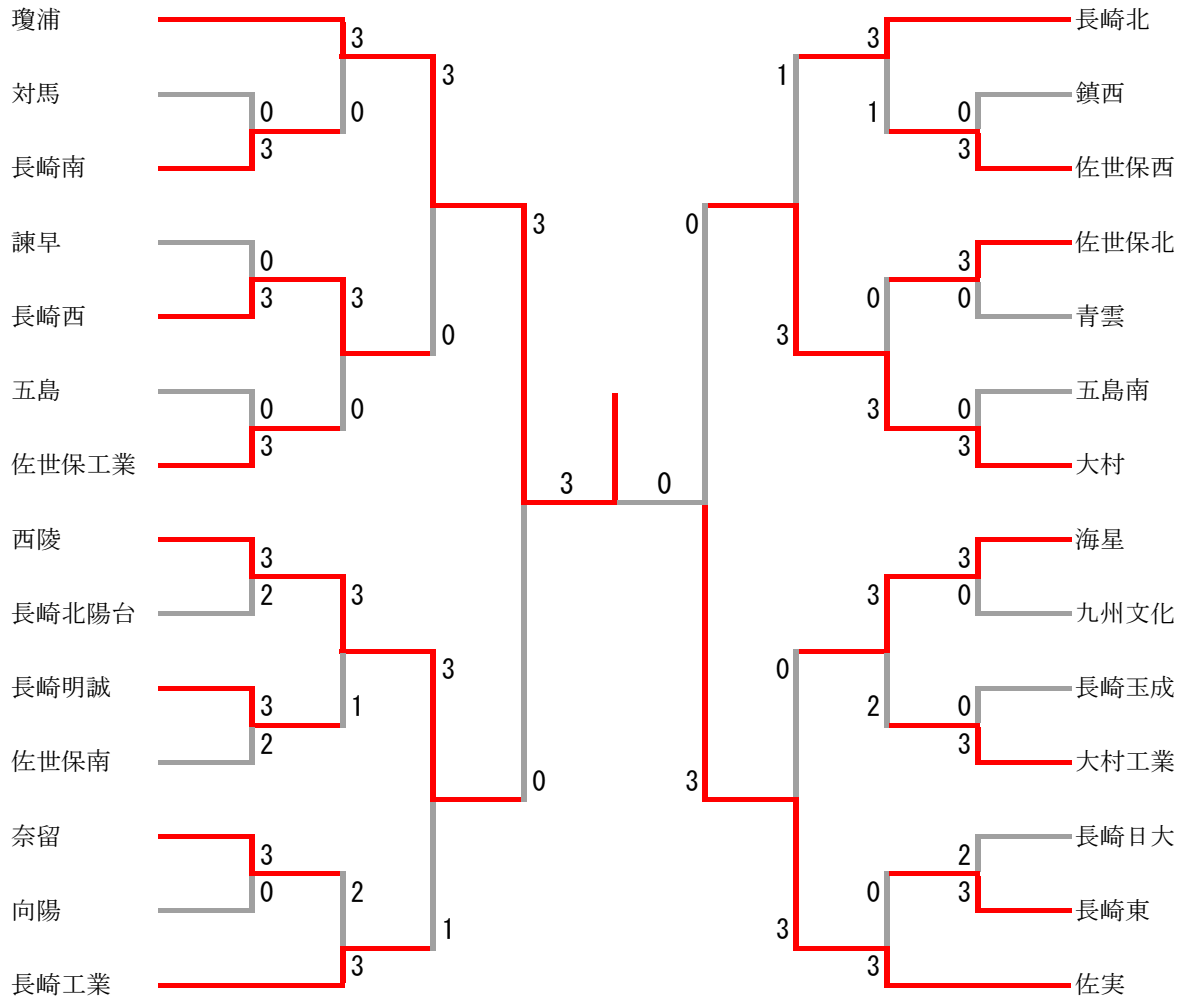 瓊浦
3
3
対馬
0
0
3
長崎南
3
諫早
0
3
3
長崎西
0
五島
0
0
3
佐世保工業
3
0
西陵
3
2
3
長崎北陽台
3
長崎明誠
3
1
2
佐世保南
0
奈留
3
0
2
向陽
1
3
長崎工業
長崎北
3
1
鎮西
0
1
3
佐世保西
0
佐世保北
3
0
0
青雲
3
五島南
0
3
3
大村
海星
3
3
0
九州文化
0
長崎玉成
2
0
3
大村工業
3
長崎日大
2
0
3
長崎東
3
3
佐実